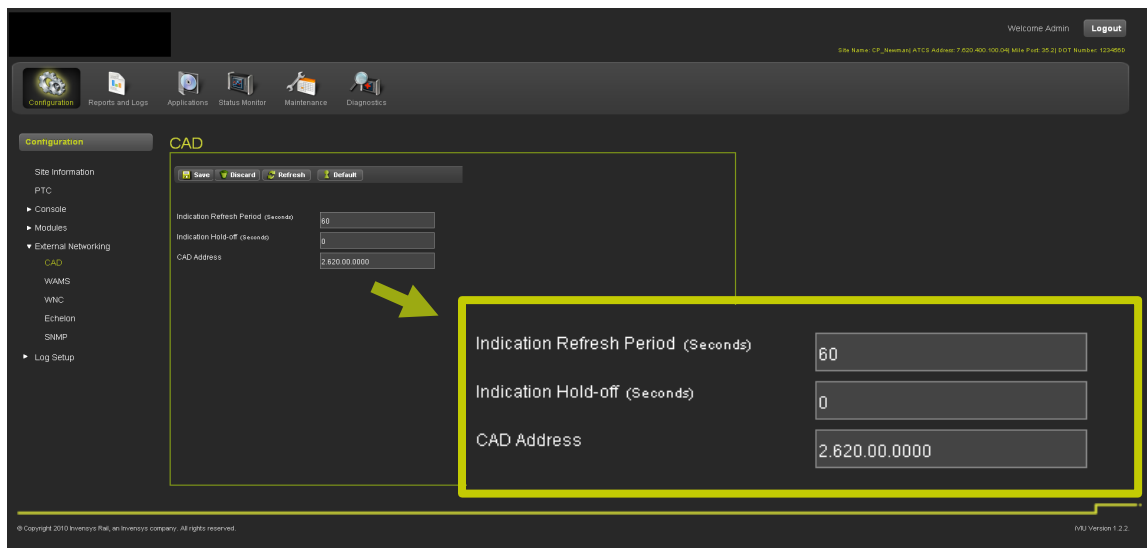 Welcome Admin Logout
Site Name: CP_Newman| ATCS Address: 7.620.400.100.04| Mile Post: 35.2| DOT Number: 123456D
Configuration Reports and Logs Applications Status Monitor Maintenance Diagnostics
Configuration
Site Information
PTC
Console
Modules
External Networking
CAD
WAMS
WNC
Echelon
SNMP
Log Setup
CAD
Save Discard Refresh Default
Indication Refresh Period (Seconds) 60
Indication Hold-off (Seconds) 0
CAD Address 2.620.00.0000
Indication Refresh Period (Seconds) 60
Indication Hold-off (Seconds) 0
CAD Address 2.620.00.0000
© Copyright 2010 Invensys Rail, an Invensys company. All rights reserved.
iVIU Version 1.2.2.